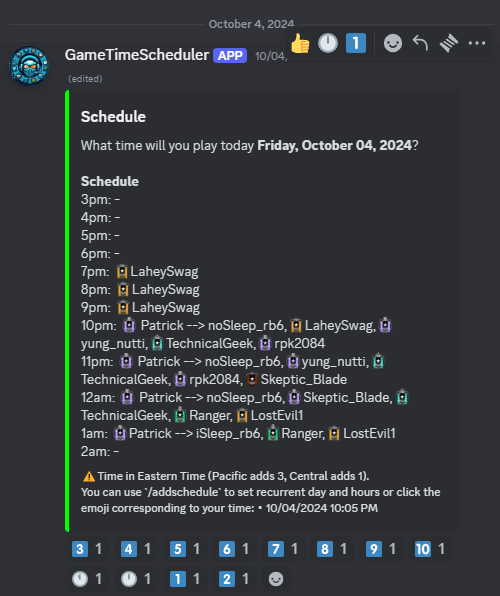 October 4, 2024
GameTimeScheduler APP 10/04,
(edited)
Schedule
What time will you play today Friday, October 04, 2024?
Schedule
3pm: -
4pm: -
5pm: -
6pm: -
7pm: LaheySwag
8pm: LaheySwag
9pm: LaheySwag
10pm: Patrick --> noSleep_rb6, LaheySwag,
yung_nutti, TechnicalGeek, rpk2084
11pm: Patrick --> noSleep_rb6, yung_nutti,
TechnicalGeek, rpk2084, Skeptic_Blade
12am: Patrick --> noSleep_rb6, Skeptic_Blade,
TechnicalGeek, Ranger, LostEvil1
1am: Patrick --> iSleep_rb6, Ranger, LostEvil1
2am: -
Time in Eastern Time (Pacific adds 3, Central adds 1).
You can use `/addschedule` to set recurrent day and hours or click the
emoji corresponding to your time: • 10/04/2024 10:05 PM
3 1 4 1 5 1 6 1 7 1 8 1 9 1 10 1
1 1 1 1 2 1